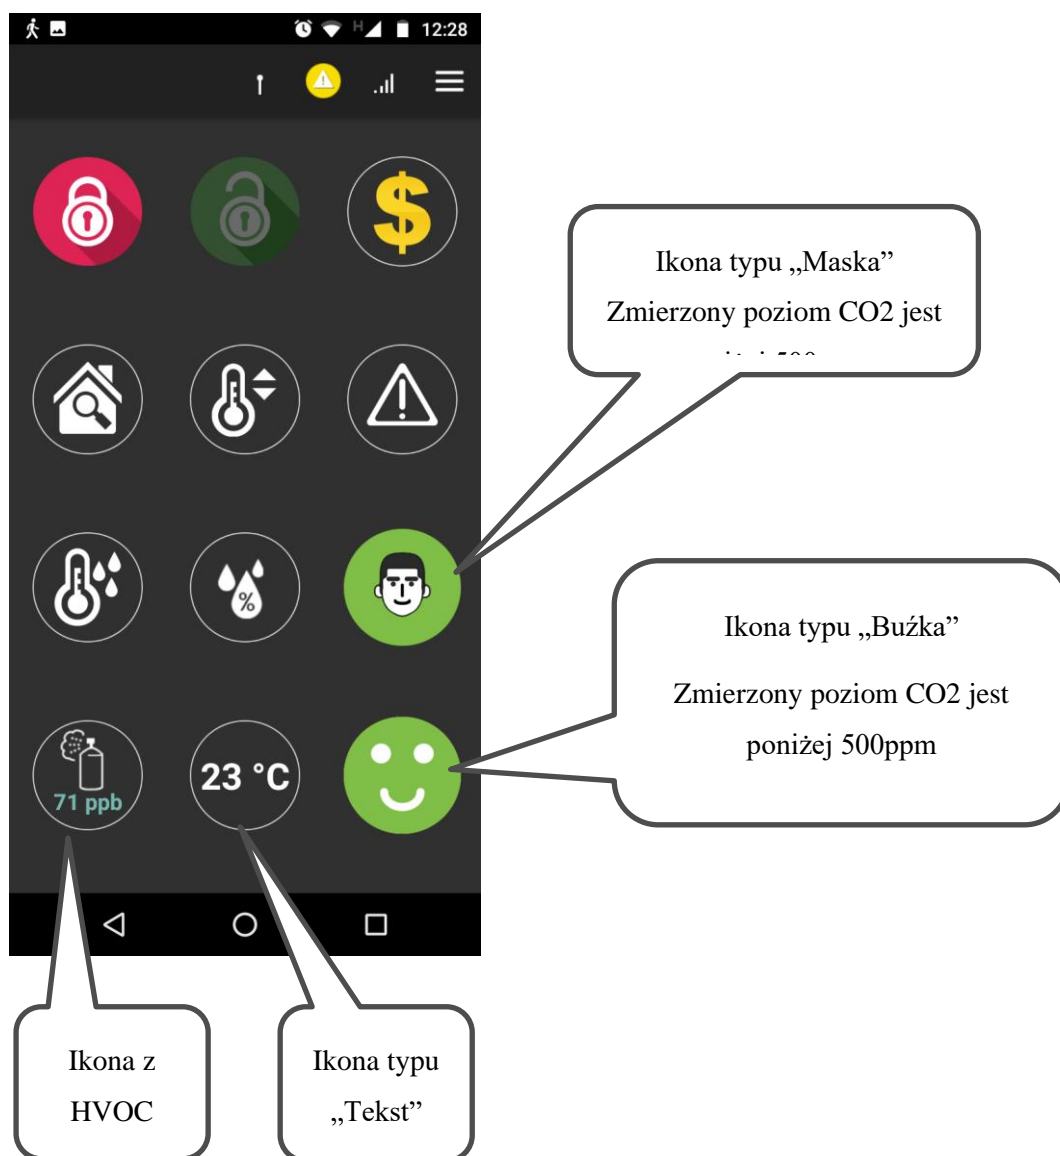 12:28
Ikona typu „Maska”
Zmierzony poziom CO2 jest
%
Ikona typu „Buźka”
Zmierzony poziom CO2 jest
poniżej 500ppm
71 ppb
23 °C
Ikona z
HVOC
Ikona typu
„Tekst”